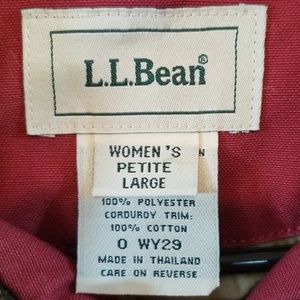 L.L.Bean®
WOMEN'S
PETITE
LARGE
N
100% POLYESTER
CORDUROY TRIM:
100% COTTON
0 WY29
MADE IN THAILAND
CARE ON REVERSE